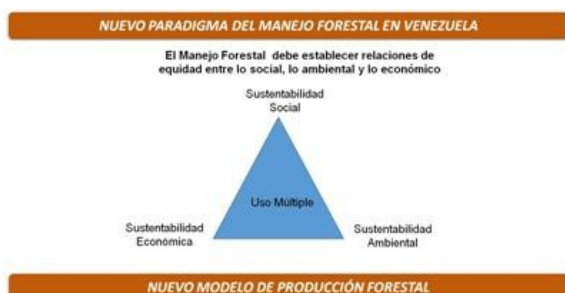 NUEVO PARADIGMA DEL MANEJO FORESTAL EN VENEZUELA
El Manejo Forestal debe establecer relaciones de
equidad entre lo social, lo ambiental y lo económico
Sustentabilidad
Social
Uso Múltiple
Sustentabilidad
Económica
Sustentabilidad
Ambiental
NUEVO MODELO DE PRODUCCIÓN FORESTAL